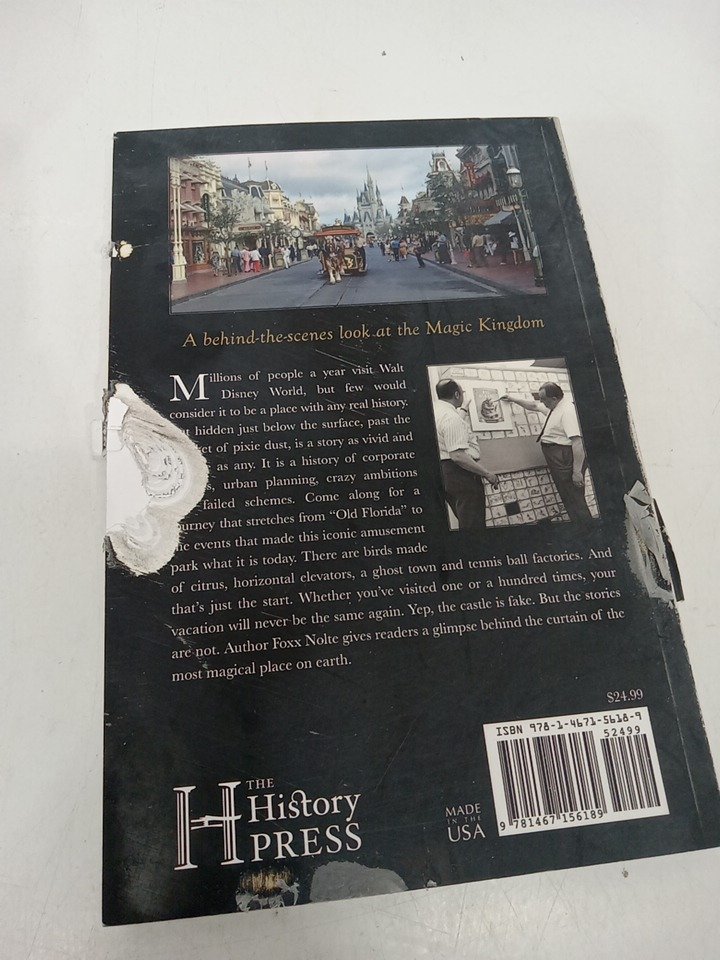 A behind-the-scenes look at the Magic Kingdom
Millions of people a year visit Walt
Disney World, but few would
consider it to be a place with any real history.
hidden just below the surface, past the
of pixie dust, is a story as vivid and
as any. It is a history of corporate
urban planning, crazy ambitions
failed schemes. Come along for a
journey that stretches from “Old Florida” to
the events that made this iconic amusement
park what it is today. There are birds made
of citrus, horizontal elevators, a ghost town and tennis ball factories. And
that’s just the start. Whether you’ve visited one or a hundred times, your
vacation will never be the same again. Yep, the castle is fake. But the stories
are not. Author Foxx Nolte gives readers a glimpse behind the curtain of the
most magical place on earth.
$24.99
ISBN 978-1-4671-5618-9
52499
9 781467 156189
MADE
IN THE
USA
H THE
History
PRESS